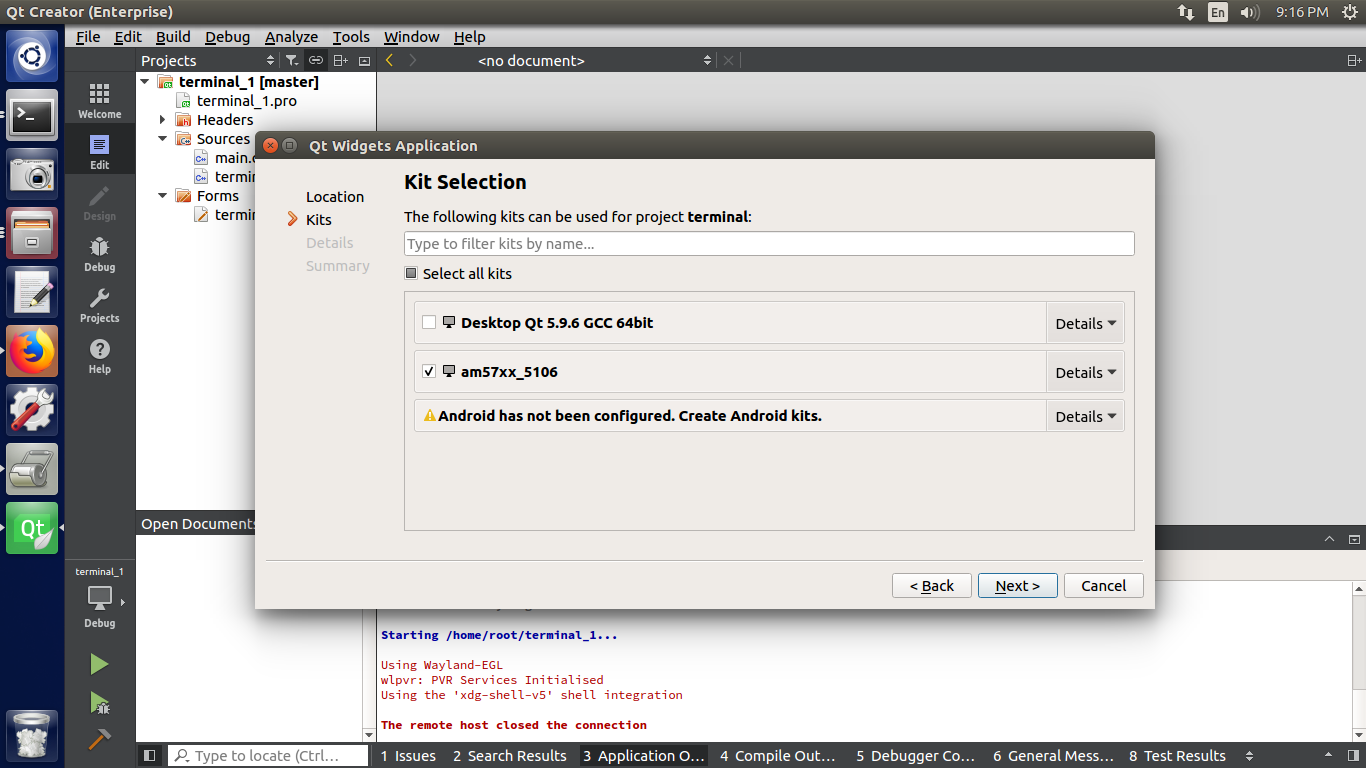 Qt Creator (Enterprise)
En
9:16 PM
File Edit Build Debug Analyze Tools Window Help
Projects
<no document>
Welcome
Edit
Design
Debug
Projects
Help
terminal_1 [master]
terminal_1.pro
Headers
Sources
main.c
termin
Forms
termin
Qt Widgets Application
Location
Kits
Details
Summary
Kit Selection
The following kits can be used for project terminal:
Type to filter kits by name...
Select all kits
Desktop Qt 5.9.6 GCC 64bit
Details
am57xx_5106
Details
Android has not been configured. Create Android kits.
Details
< Back
Next >
Cancel
Open Documents
terminal_1
Debug
Qt
Starting /home/root/terminal_1...
Using Wayland-EGL
wlpvr: PVR Services Initialised
Using the 'xdg-shell-v5' shell integration
The remote host closed the connection
Type to locate (Ctrl...
1 Issues
2 Search Results
3 Application O...
4 Compile Out...
5 Debugger Co...
6 General Mess...
8 Test Results